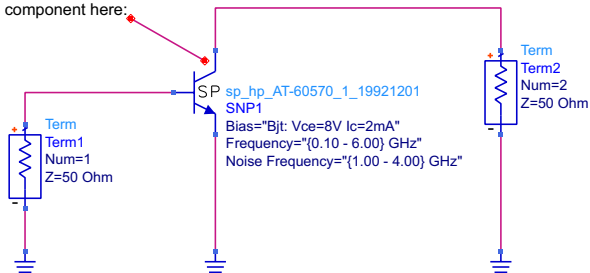 component here:
SP
sp_hp_AT-60570_1_19921201
SNP1
Bias="Bjt: Vce=8V Ic=2mA"
Frequency="{0.10 - 6.00} GHz"
Noise Frequency="{1.00 - 4.00} GHz"
Term
Term2
Num=2
Z=50 Ohm
Term
Term1
Num=1
Z=50 Ohm